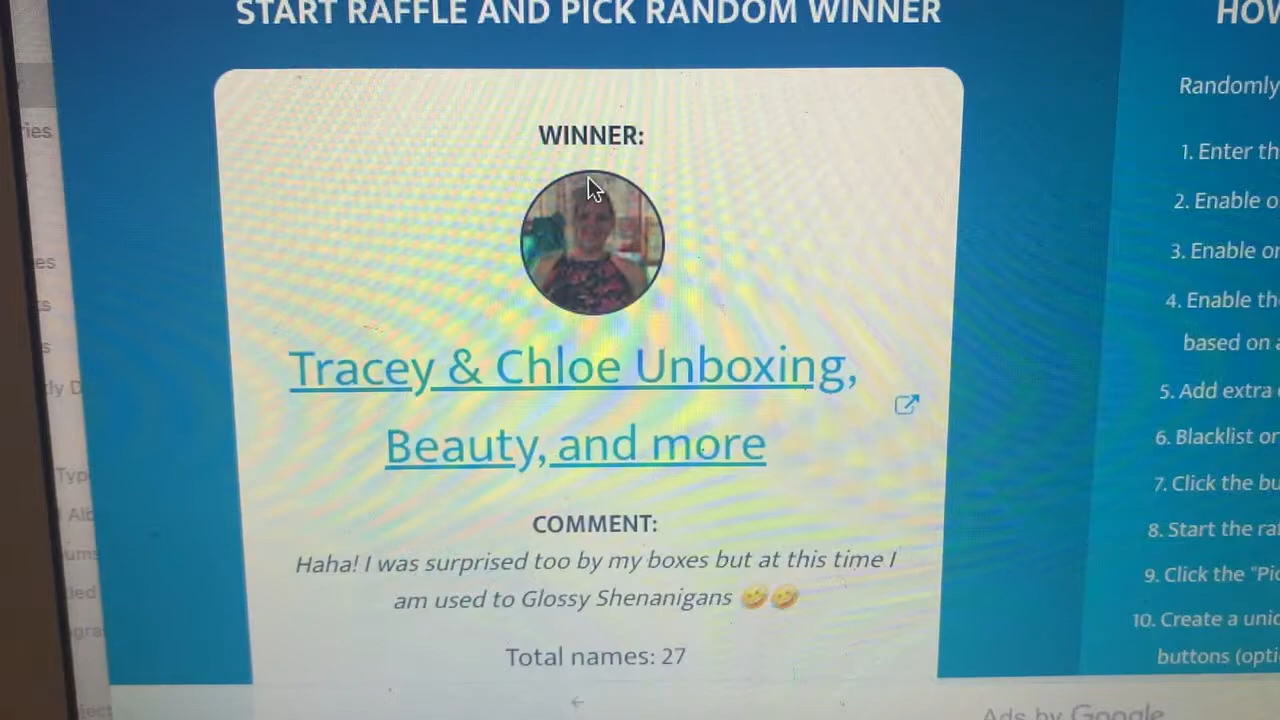 START RAFFLE AND PICK RANDOM WINNER
WINNER:
Tracey & Chloe Unboxing,
Beauty, and more
COMMENT:
Haha! I was surprised too by my boxes but at this time I
am used to Glossy Shenanigans 🤣🤣
Total names: 27
HOW
Randomly
1. Enter th
2. Enable o
3. Enable or
4. Enable the
based on a
5. Add extra
6. Blacklist or
7. Click the bu
8. Start the ra
9. Click the "Pic
10. Create a uniq
buttons (opti
Ads by Google